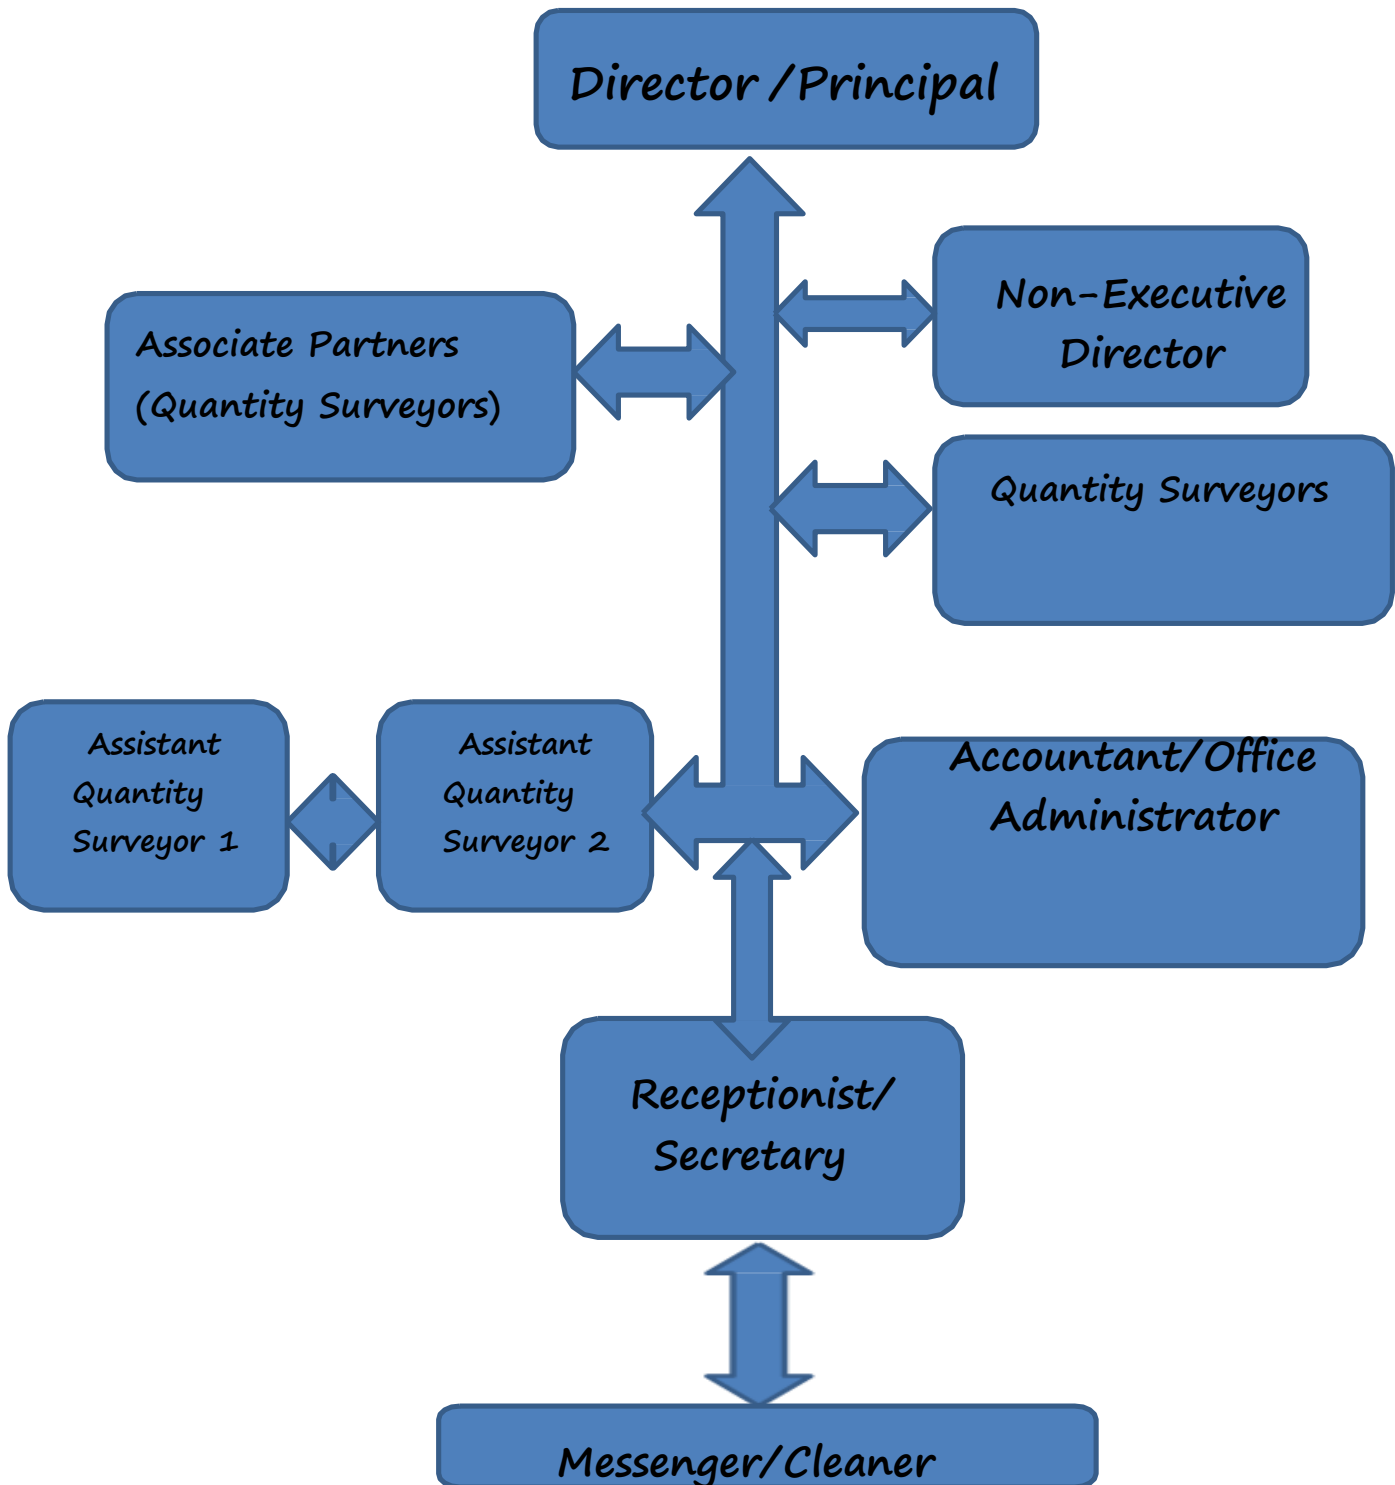 Director /Principal
Non-Executive
Director
Associate Partners
(Quantity Surveyors)
Quantity Surveyors
Assistant
Quantity
Surveyor 1
Assistant
Quantity
Surveyor 2
Accountant/Office
Administrator
Receptionist/
Secretary
Messenger/Cleaner